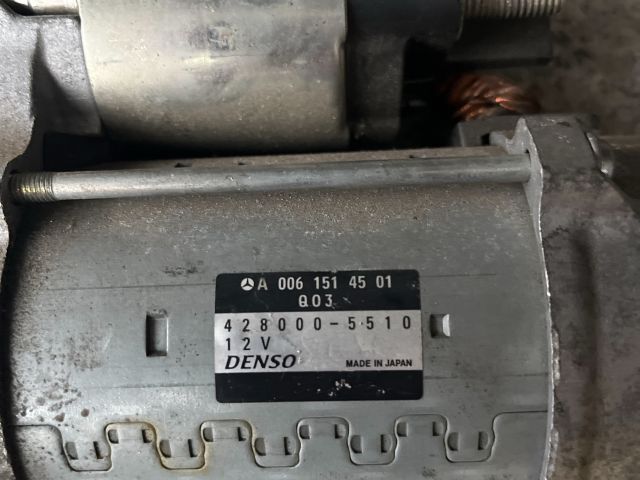 A 006 151 45 01
Q03
428000-5510
12V
DENSO MADE IN JAPAN